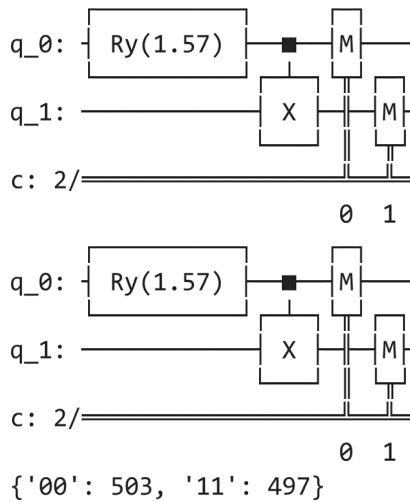 q_0: Ry(1.57) ■ M
q_1: X M
c: 2/
0 1
q_0: Ry(1.57) ■ M
q_1: X M
c: 2/
0 1
{'00': 503, '11': 497}